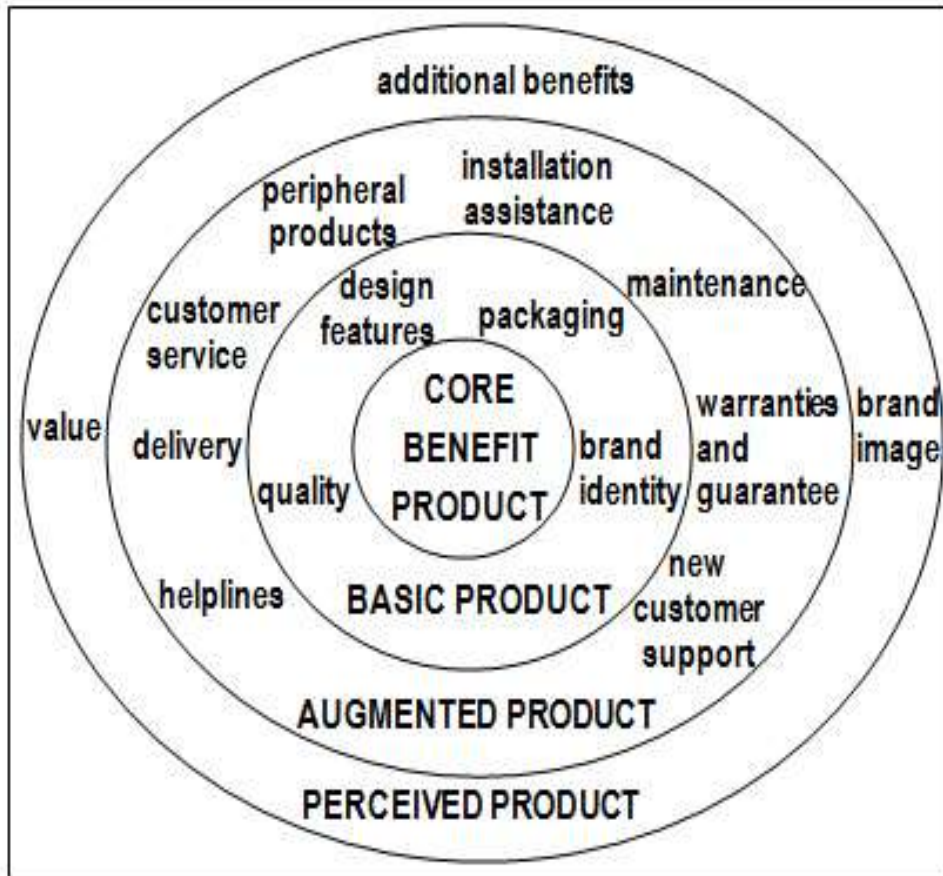 additional benefits
peripheral
products
installation
assistance
design
features
packaging
maintenance
customer
service
CORE
BENEFIT
PRODUCT
value
delivery
quality
brand
identity
warranties
and
guarantee
brand
image
helplines
BASIC PRODUCT
new
customer
support
AUGMENTED PRODUCT
PERCEIVED PRODUCT